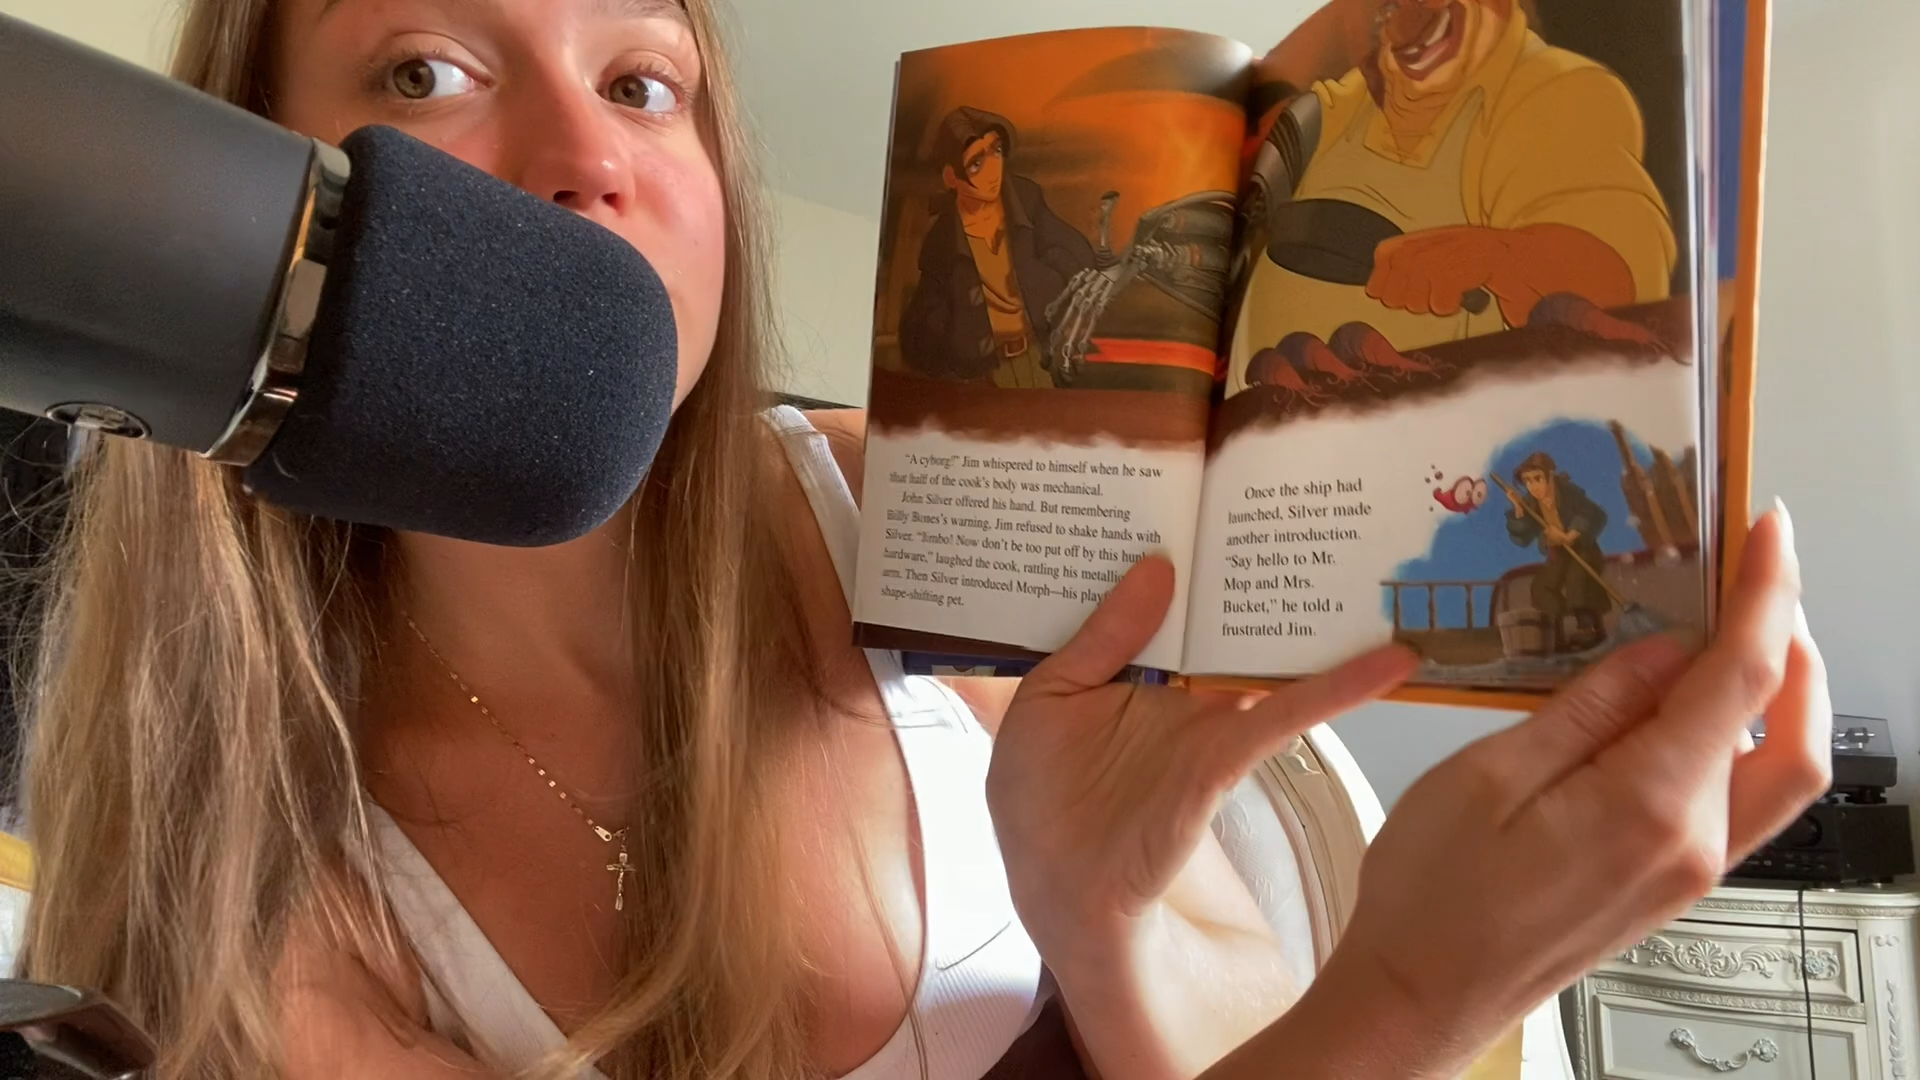 "A cyborg!" Jim whispered to himself when he saw
that half of the cook's body was mechanical.
John Silver offered his hand. But remembering
Billy Bones's warning, Jim refused to shake hands with
Silver. "Jimbo! Now don't be too put off by this
hardware," laughed the cook, rattling his metallic
arm. Then Silver introduced Morph—his
shape-shifting pet.
Once the ship had
launched, Silver made
another introduction.
"Say hello to Mr.
Mop and Mrs.
Bucket," he told a
frustrated Jim.